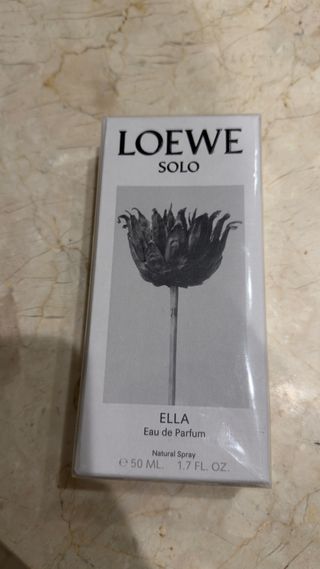 LOEWE
SOLO
ELLA
Eau de Parfum
Natural Spray
℮ 50 ML. 1.7 FL. OZ.